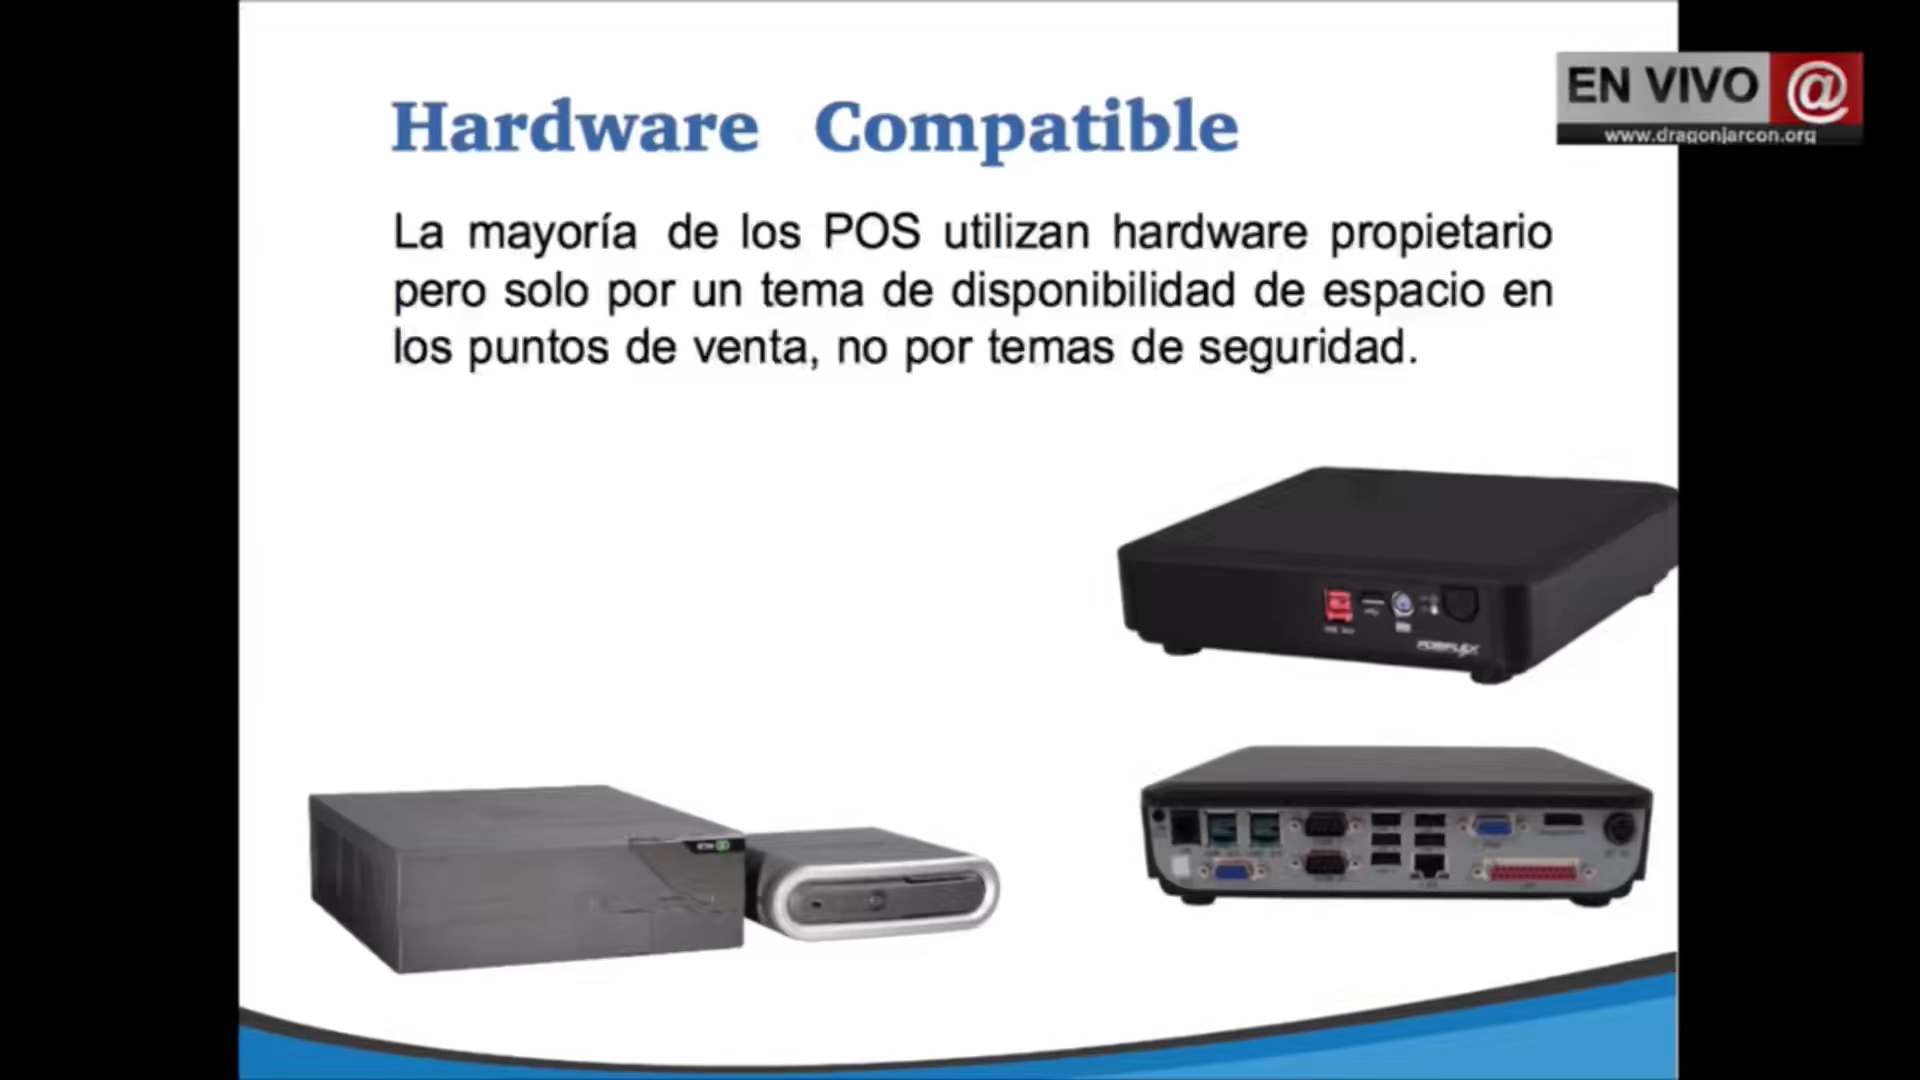 EN VIVO @
www.dragonjarcon.org
Hardware Compatible
La mayoría de los POS utilizan hardware propietario
pero solo por un tema de disponibilidad de espacio en
los puntos de venta, no por temas de seguridad.
POSIFLEX